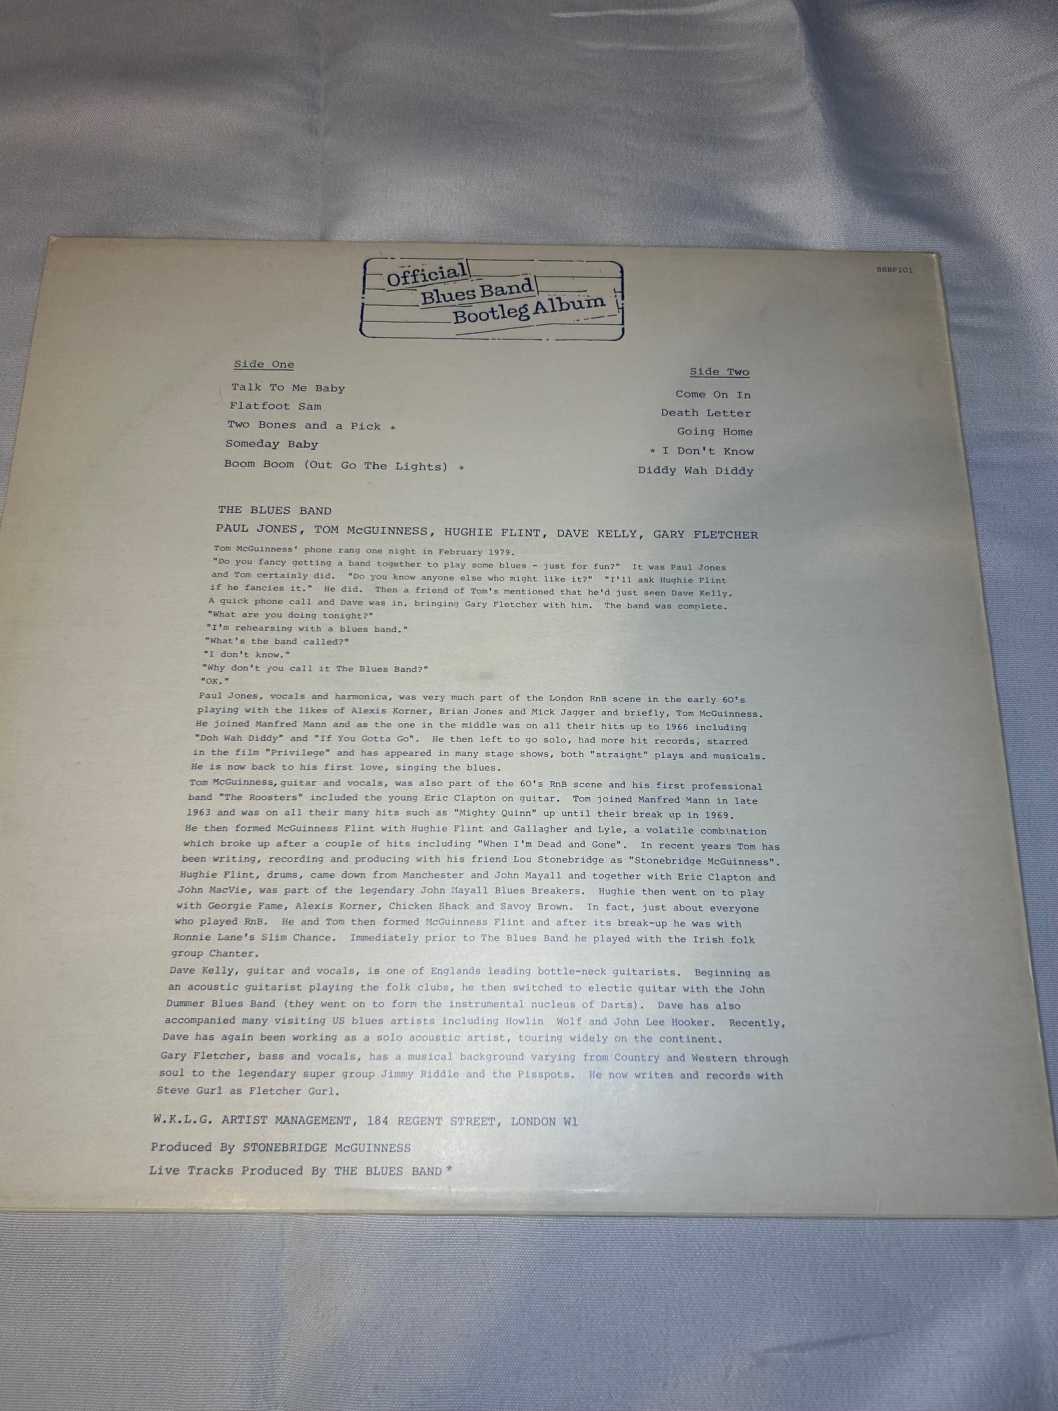 BBBP101
Official
Blues Band
Bootleg Album
Side One
Talk To Me Baby
Flatfoot Sam
Two Bones and a Pick *
Someday Baby
Boom Boom (Out Go The Lights) *
Side Two
Come On In
Death Letter
Going Home
* I Don't Know
Diddy Wah Diddy
THE BLUES BAND
PAUL JONES, TOM McGUINNESS, HUGHIE FLINT, DAVE KELLY, GARY FLETCHER
Tom McGuinness' phone rang one night in February 1979.
"Do you fancy getting a band together to play some blues - just for fun?" It was Paul Jones
and Tom certainly did. "Do you know anyone else who might like it?" "I'll ask Hughie Flint
if he fancies it." He did. Then a friend of Tom's mentioned that he'd just seen Dave Kelly.
A quick phone call and Dave was in, bringing Gary Fletcher with him. The band was complete.
"What are you doing tonight?"
"I'm rehearsing with a blues band."
"What's the band called?"
"I don't know."
"Why don't you call it The Blues Band?"
"OK."
Paul Jones, vocals and harmonica, was very much part of the London RnB scene in the early 60's
playing with the likes of Alexis Korner, Brian Jones and Mick Jagger and briefly, Tom McGuinness.
He joined Manfred Mann and as the one in the middle was on all their hits up to 1966 including
"Doh Wah Diddy" and "If You Gotta Go". He then left to go solo, had more hit records, starred
in the film "Privilege" and has appeared in many stage shows, both "straight" plays and musicals.
He is now back to his first love, singing the blues.
Tom McGuinness, guitar and vocals, was also part of the 60's RnB scene and his first professional
band "The Roosters" included the young Eric Clapton on guitar. Tom joined Manfred Mann in late
1963 and was on all their many hits such as "Mighty Quinn" up until their break up in 1969.
He then formed McGuinness Flint with Hughie Flint and Gallagher and Lyle, a volatile combination
which broke up after a couple of hits including "When I'm Dead and Gone". In recent years Tom has
been writing, recording and producing with his friend Lou Stonebridge as "Stonebridge McGuinness".
Hughie Flint, drums, came down from Manchester and John Mayall and together with Eric Clapton and
John MacVie, was part of the legendary John Mayall Blues Breakers. Hughie then went on to play
with Georgie Fame, Alexis Korner, Chicken Shack and Savoy Brown. In fact, just about everyone
who played RnB. He and Tom then formed McGuinness Flint and after its break-up he was with
Ronnie Lane's Slim Chance. Immediately prior to The Blues Band he played with the Irish folk
group Chanter.
Dave Kelly, guitar and vocals, is one of Englands leading bottle-neck guitarists. Beginning as
an acoustic guitarist playing the folk clubs, he then switched to electic guitar with the John
Dummer Blues Band (they went on to form the instrumental nucleus of Darts). Dave has also
accompanied many visiting US blues artists including Howlin Wolf and John Lee Hooker. Recently,
Dave has again been working as a solo acoustic artist, touring widely on the continent.
Gary Fletcher, bass and vocals, has a musical background varying from Country and Western through
soul to the legendary super group Jimmy Riddle and the Pisspots. He now writes and records with
Steve Gurl as Fletcher Gurl.
W.K.L.G. ARTIST MANAGEMENT, 184 REGENT STREET, LONDON W1
Produced By STONEBRIDGE McGUINNESS
Live Tracks Produced By THE BLUES BAND *